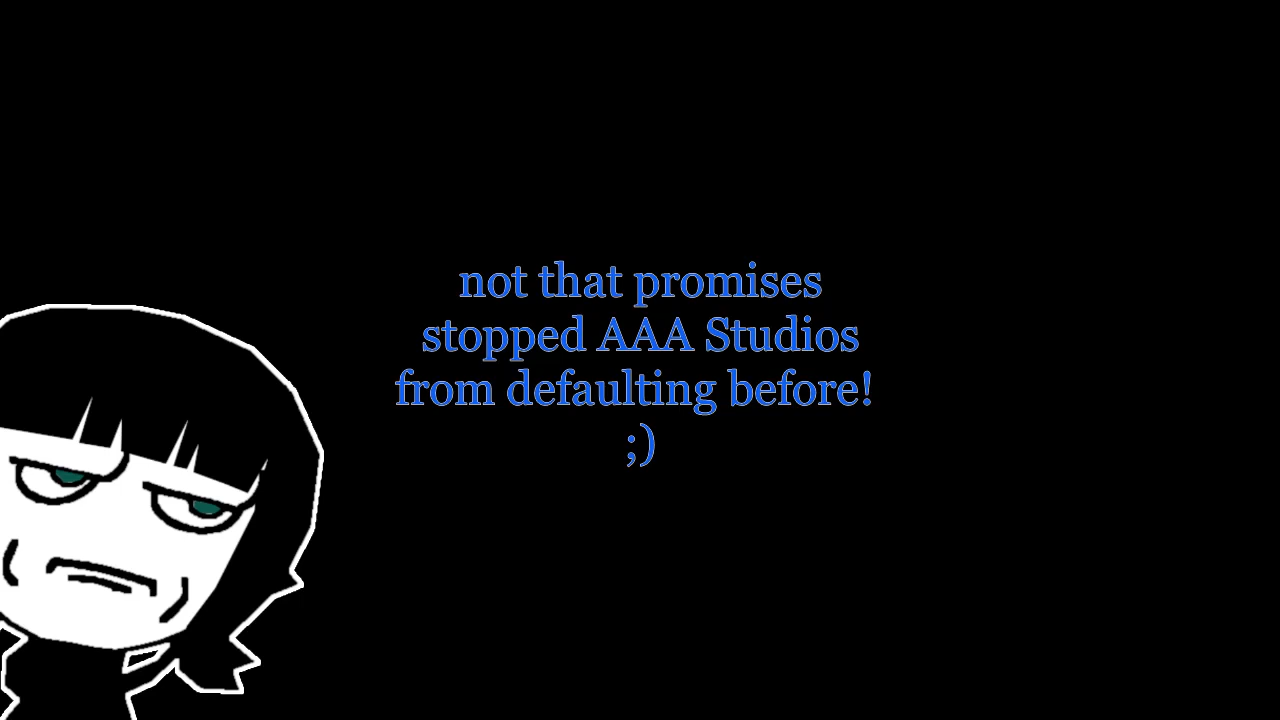 not that promises
stopped AAA Studios
from defaulting before!
;)